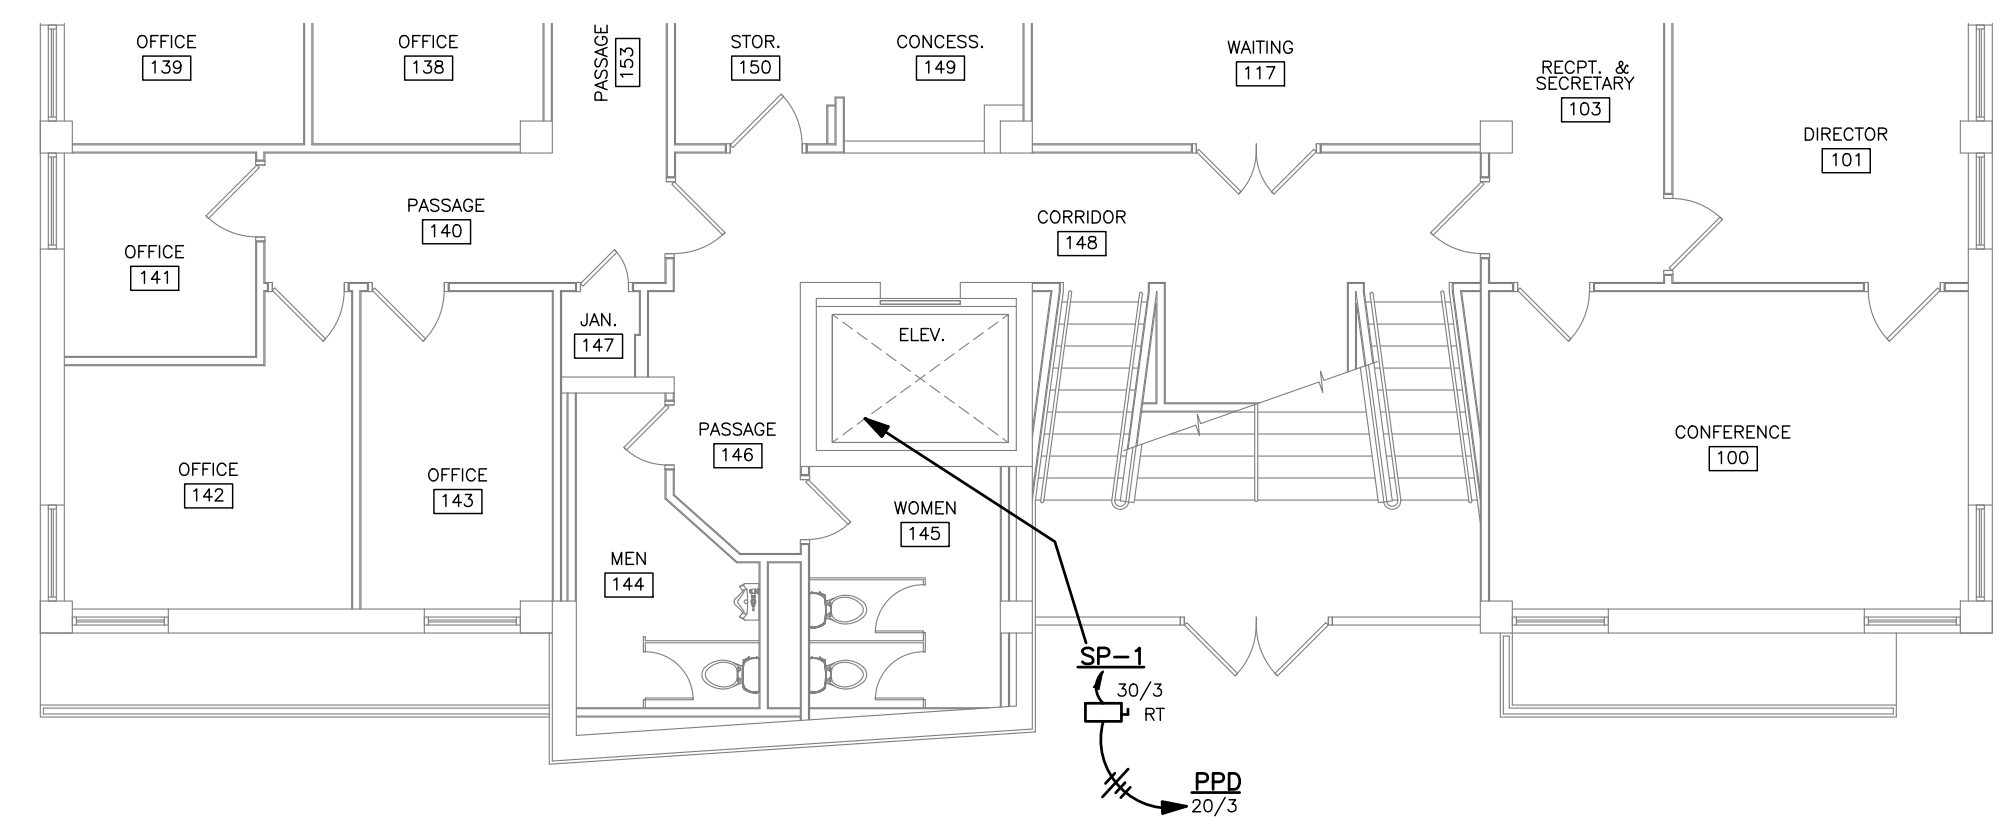 OFFICE
139
OFFICE
138
PASSAGE
153
STOR.
150
CONCESS.
149
WAITING
117
RECPT. &
SECRETARY
103
DIRECTOR
101
OFFICE
141
PASSAGE
140
CORRIDOR
148
JAN.
147
ELEV.
OFFICE
142
OFFICE
143
PASSAGE
146
CONFERENCE
100
WOMEN
145
MEN
144
SP-1
30/3
RT
PPD
20/3